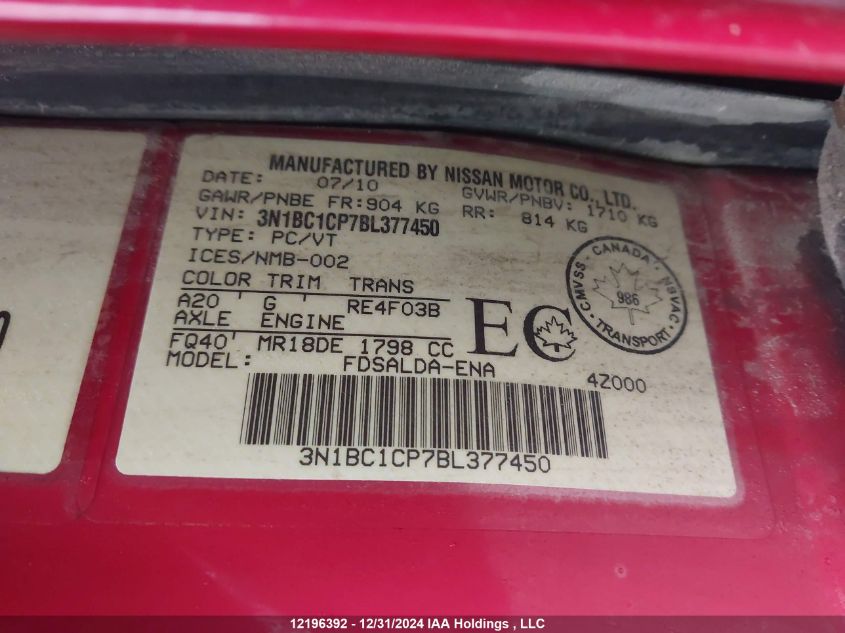 MANUFACTURED BY NISSAN MOTOR CO., LTD.
DATE: 07/10 GVWR/PNBV: 1710 KG
GAWR/PNBE FR: 904 KG RR: 814 KG
VIN: 3N1BC1CP7BL377450
TYPE: PC/VT
ICES/NMB-002
COLOR TRIM TRANS
A20 ' G ' RE4F03B
AXLE ENGINE
FQ40' MR18DE 1798 CC
MODEL: FDSALDA-ENA
EC
4Z000
CANADA
CMVSS - NSVAC
986
TRANSPORT
3N1BC1CP7BL377450
12196392 - 12/31/2024 IAA Holdings , LLC